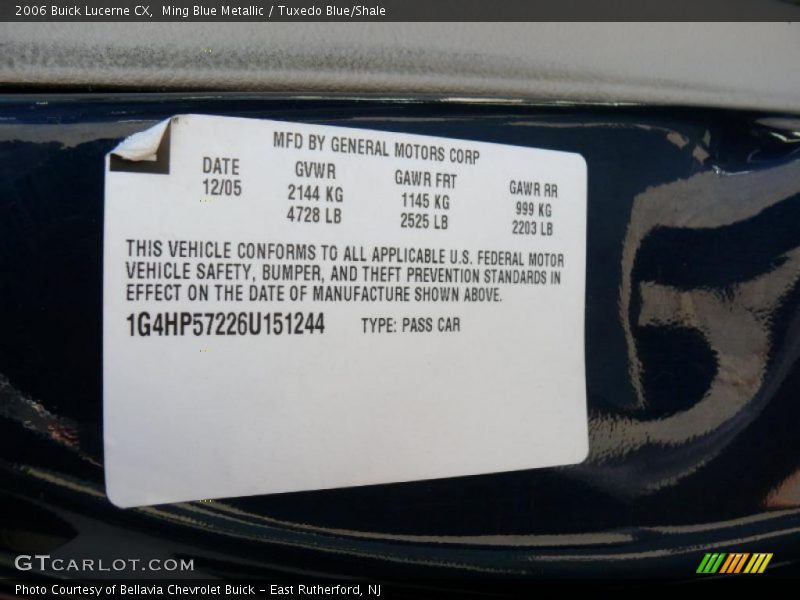 2006 Buick Lucerne CX,  Ming Blue Metallic / Tuxedo Blue/Shale
MFD BY GENERAL MOTORS CORP
DATE GVWR GAWR FRT GAWR RR
12/05 2144 KG 1145 KG 999 KG
4728 LB 2525 LB 2203 LB
THIS VEHICLE CONFORMS TO ALL APPLICABLE U.S. FEDERAL MOTOR
VEHICLE SAFETY, BUMPER, AND THEFT PREVENTION STANDARDS IN
EFFECT ON THE DATE OF MANUFACTURE SHOWN ABOVE.
1G4HP57226U151244 TYPE: PASS CAR
GTCARLOT.COM
Photo Courtesy of Bellavia Chevrolet Buick - East Rutherford, NJ